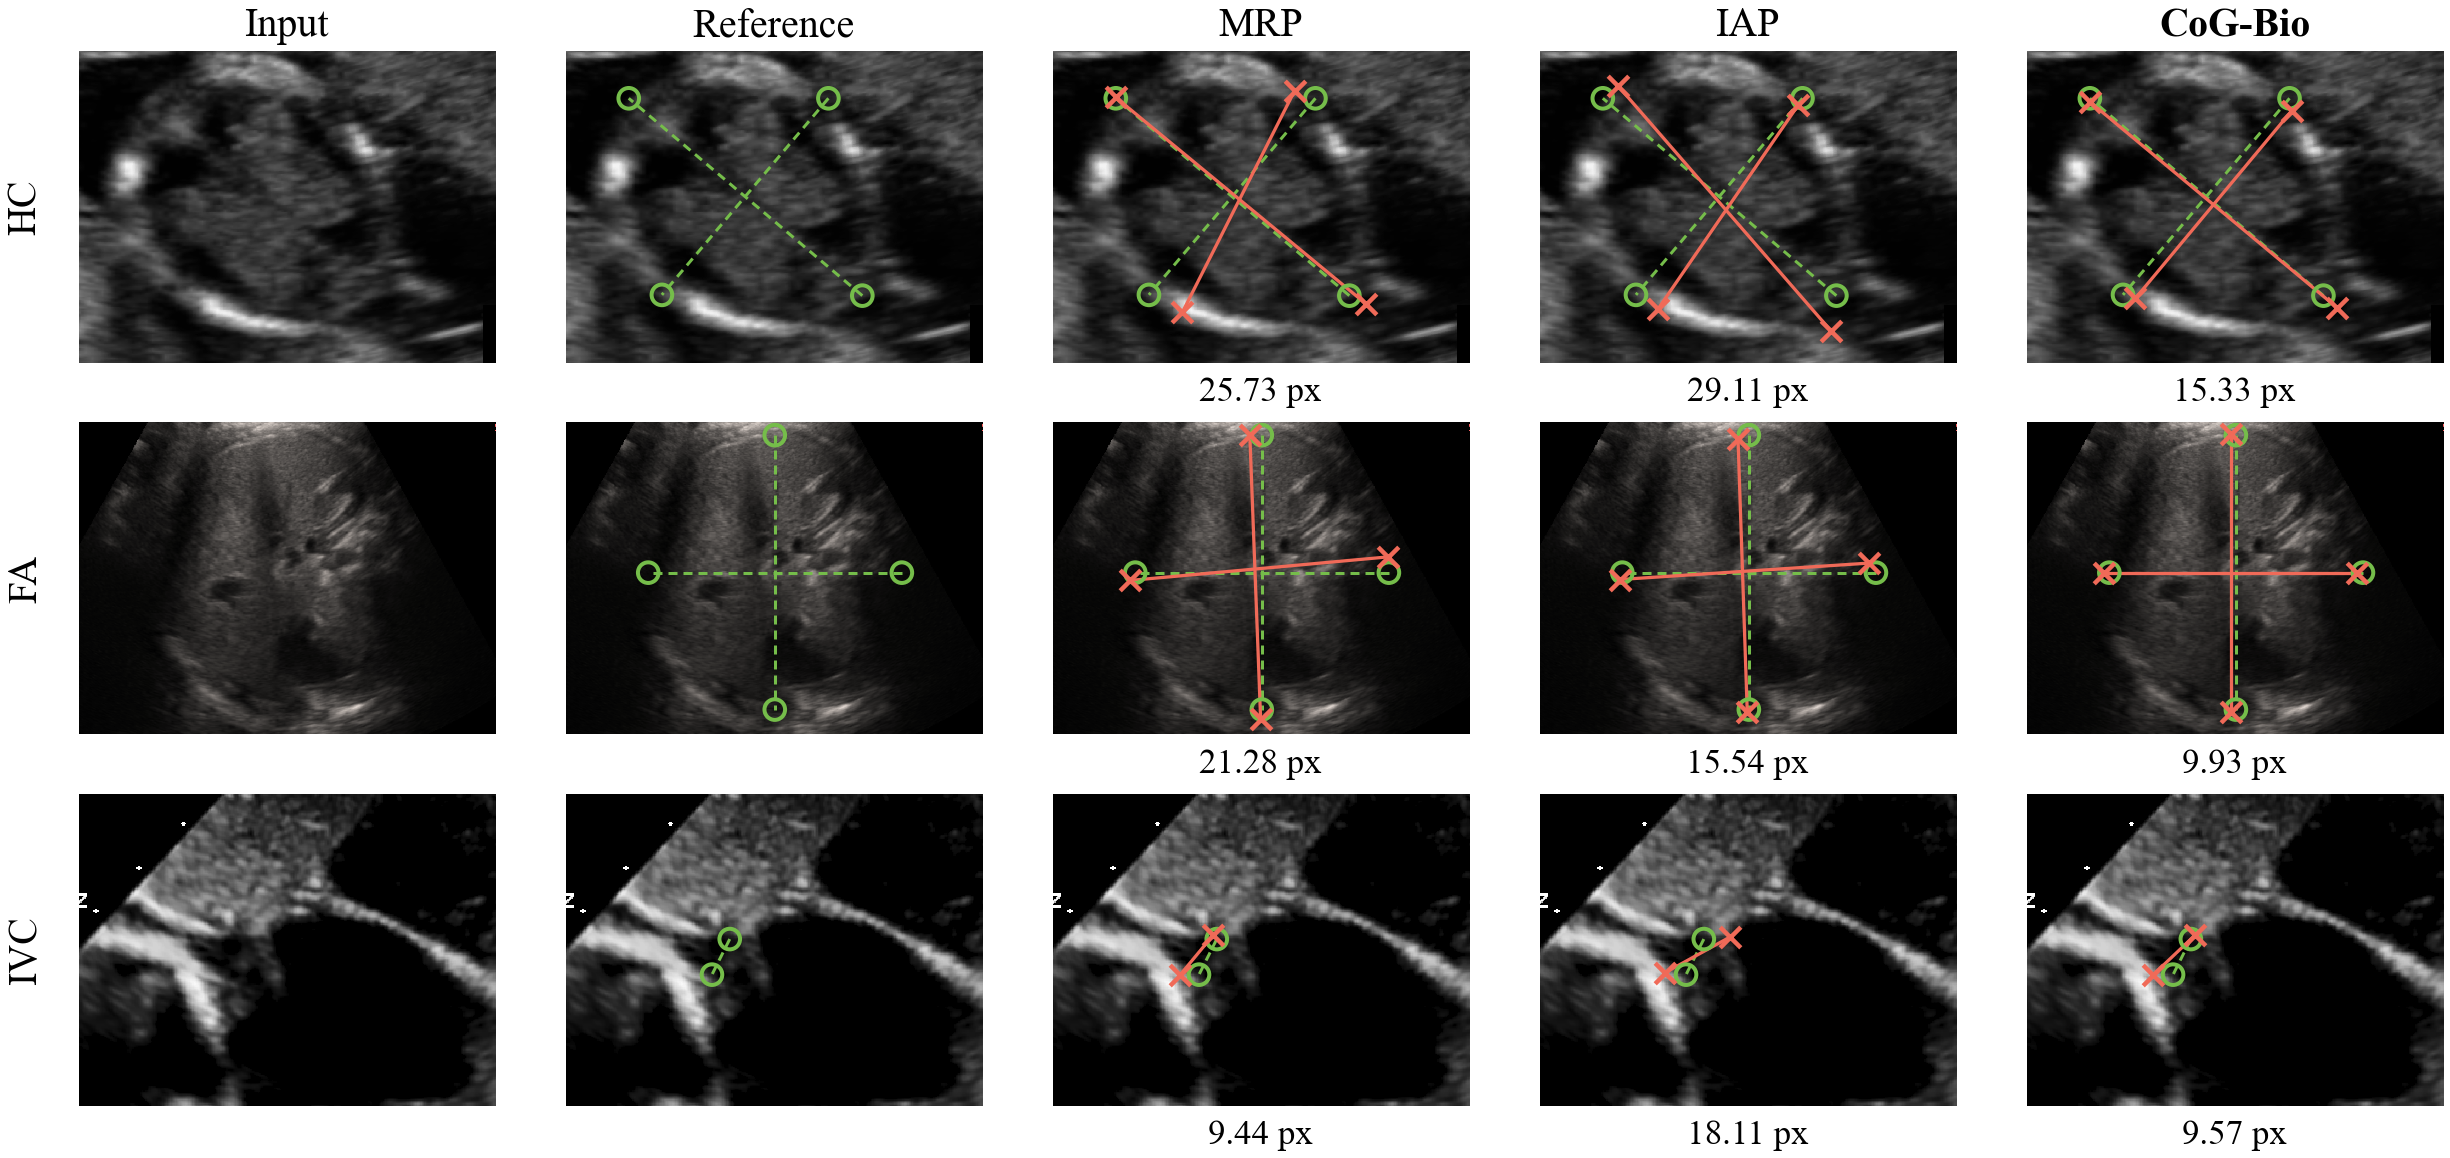 Input Reference MRP IAP CoG-Bio
HC
25.73 px 29.11 px 15.33 px
FA
21.28 px 15.54 px 9.93 px
IVC
Z Z Z Z Z
9.44 px 18.11 px 9.57 px